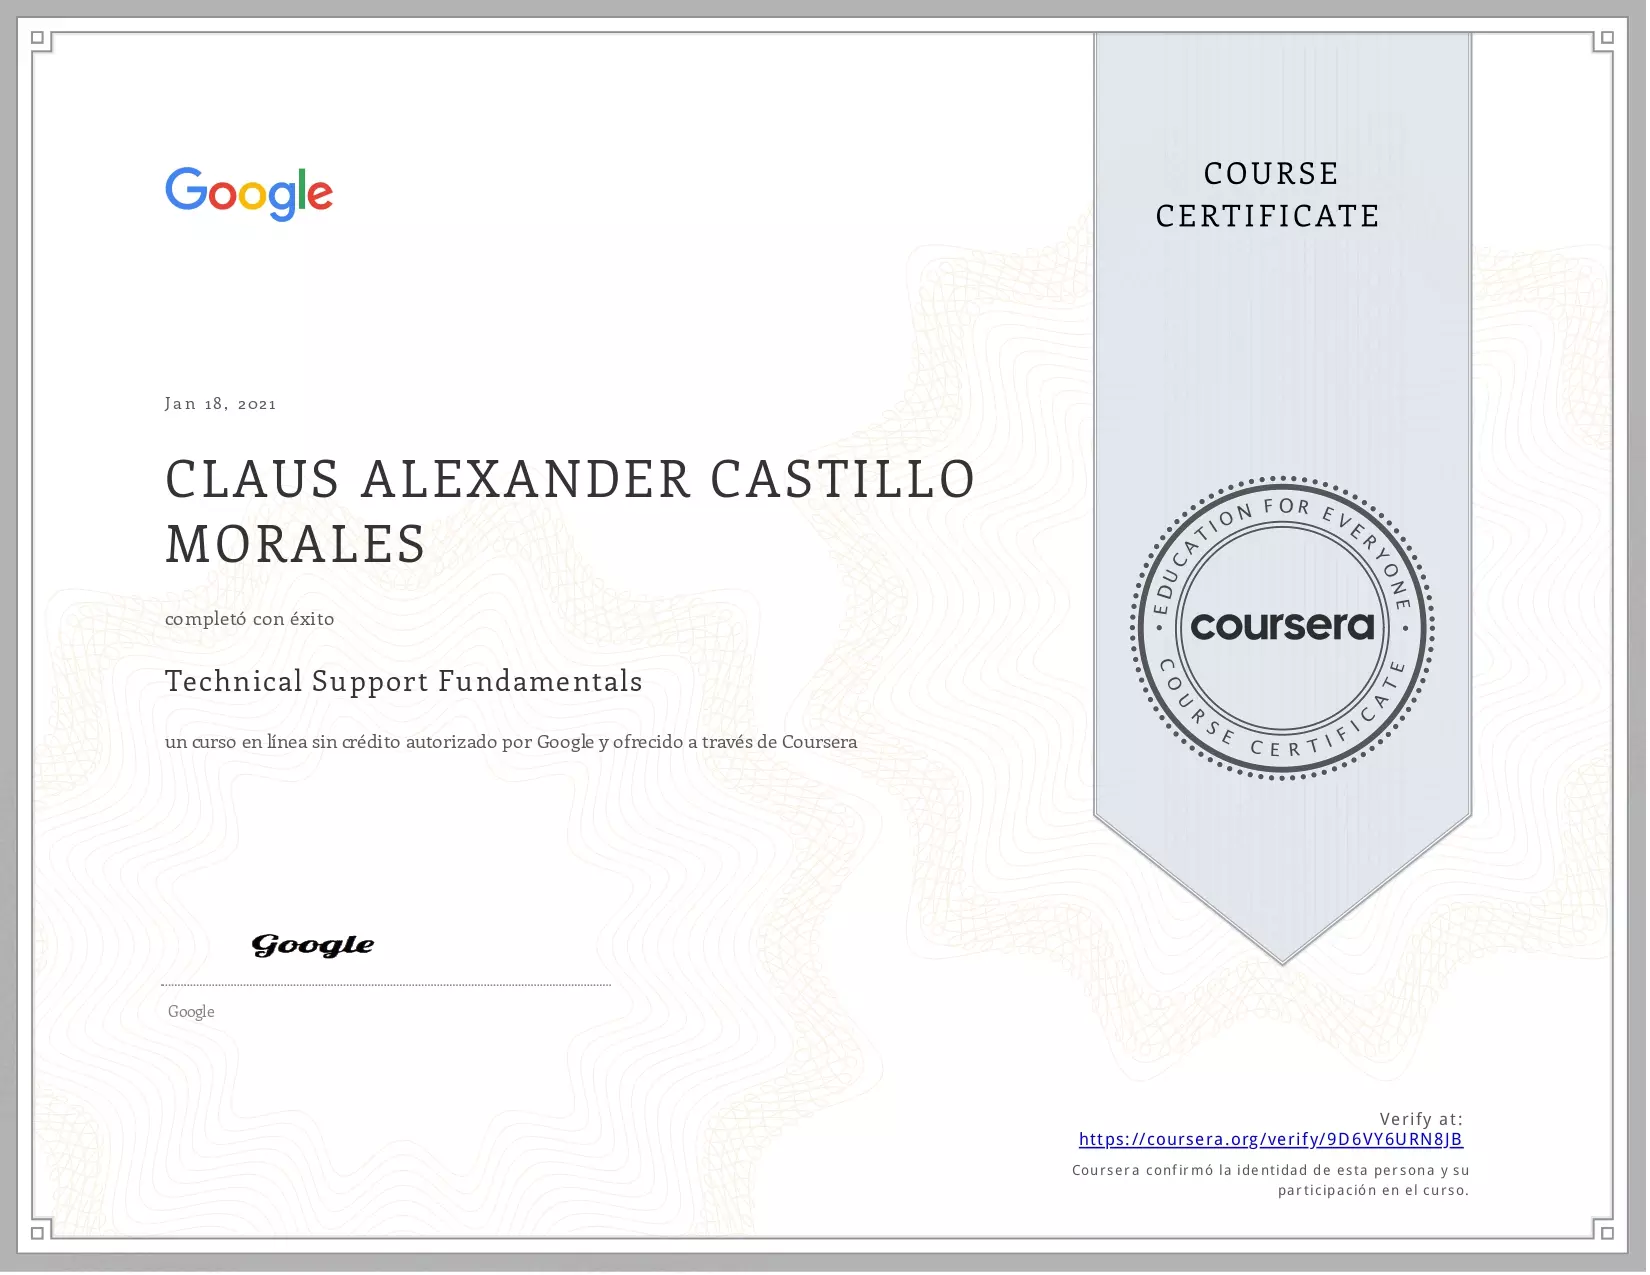 Google
COURSE
CERTIFICATE
Jan 18, 2021
CLAUS ALEXANDER CASTILLO
MORALES
completó con éxito
Technical Support Fundamentals
un curso en línea sin crédito autorizado por Google y ofrecido a través de Coursera
EDUCATION FOR EVERYONE
coursera
COURSE CERTIFICATE
Google
Google
Verify at:
https://coursera.org/verify/9D6VY6URN8JB
Coursera confirmó la identidad de esta persona y su
participación en el curso.